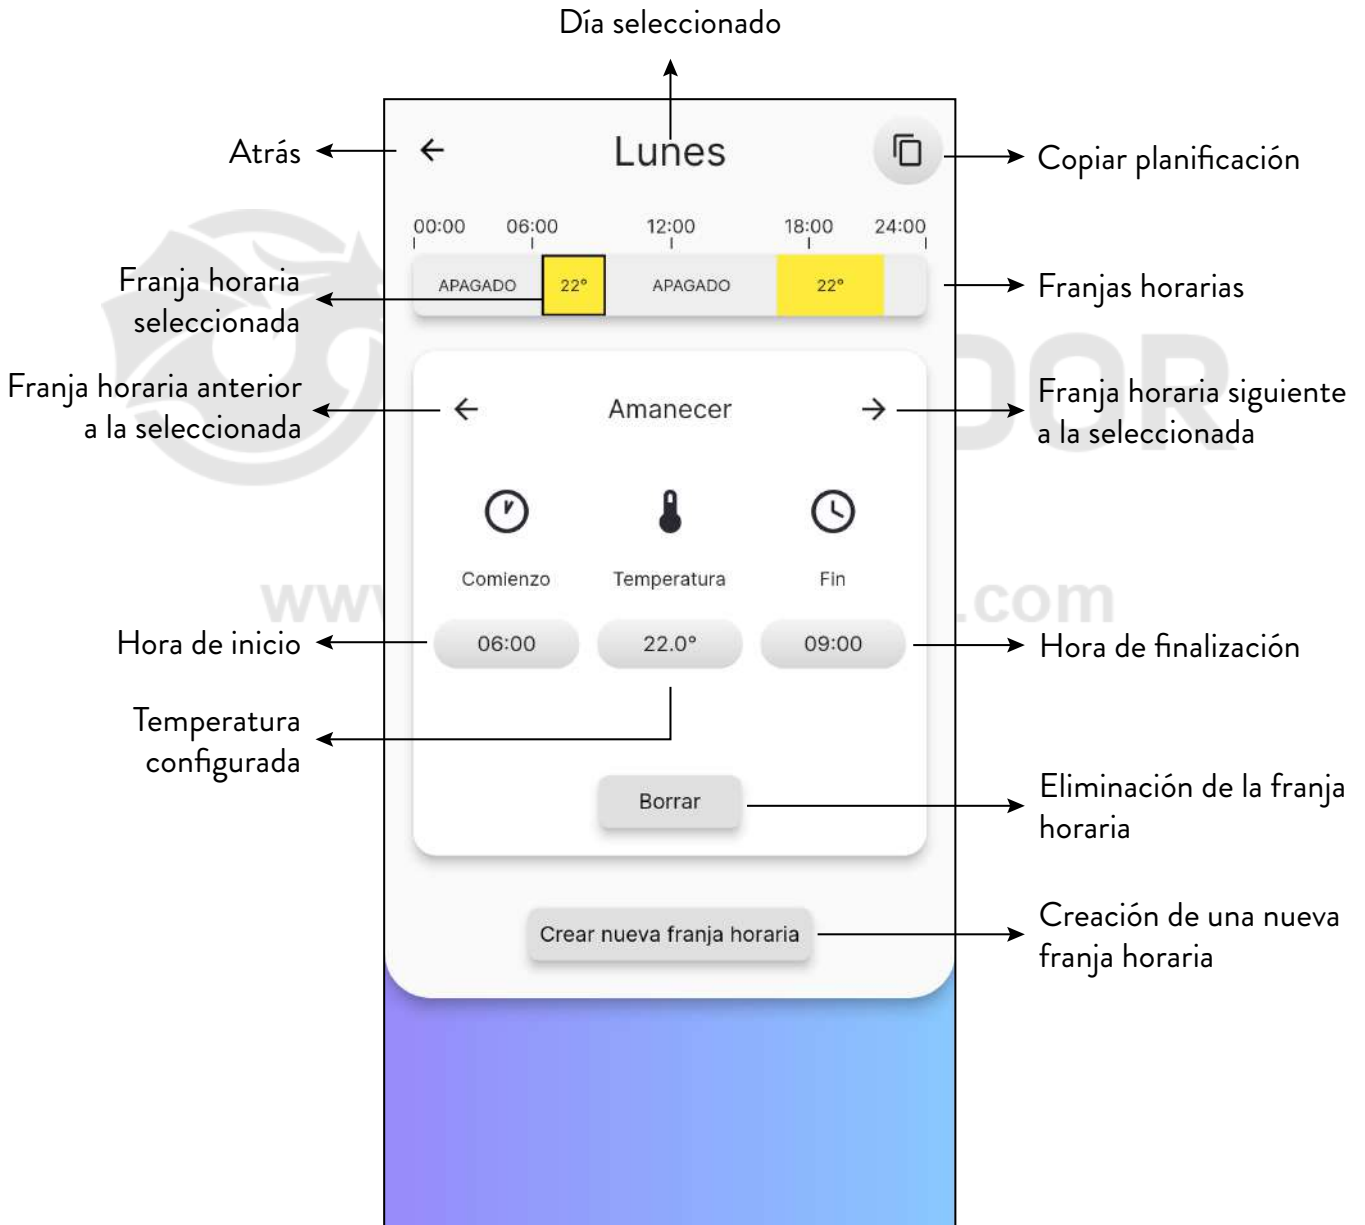 Día seleccionado
Atrás
Lunes
Copiar planificación
00:00 06:00 12:00 18:00 24:00
Franja horaria
seleccionada
APAGADO 22° APAGADO 22°
Franjas horarias
DOR
Franja horaria anterior
a la seleccionada
Amanecer
Franja horaria siguiente
a la seleccionada
Comienzo Temperatura Fin
www .com
Hora de inicio
06:00 22.0° 09:00
Hora de finalización
Temperatura
configurada
Borrar
Eliminación de la franja
horaria
Crear nueva franja horaria
Creación de una nueva
franja horaria